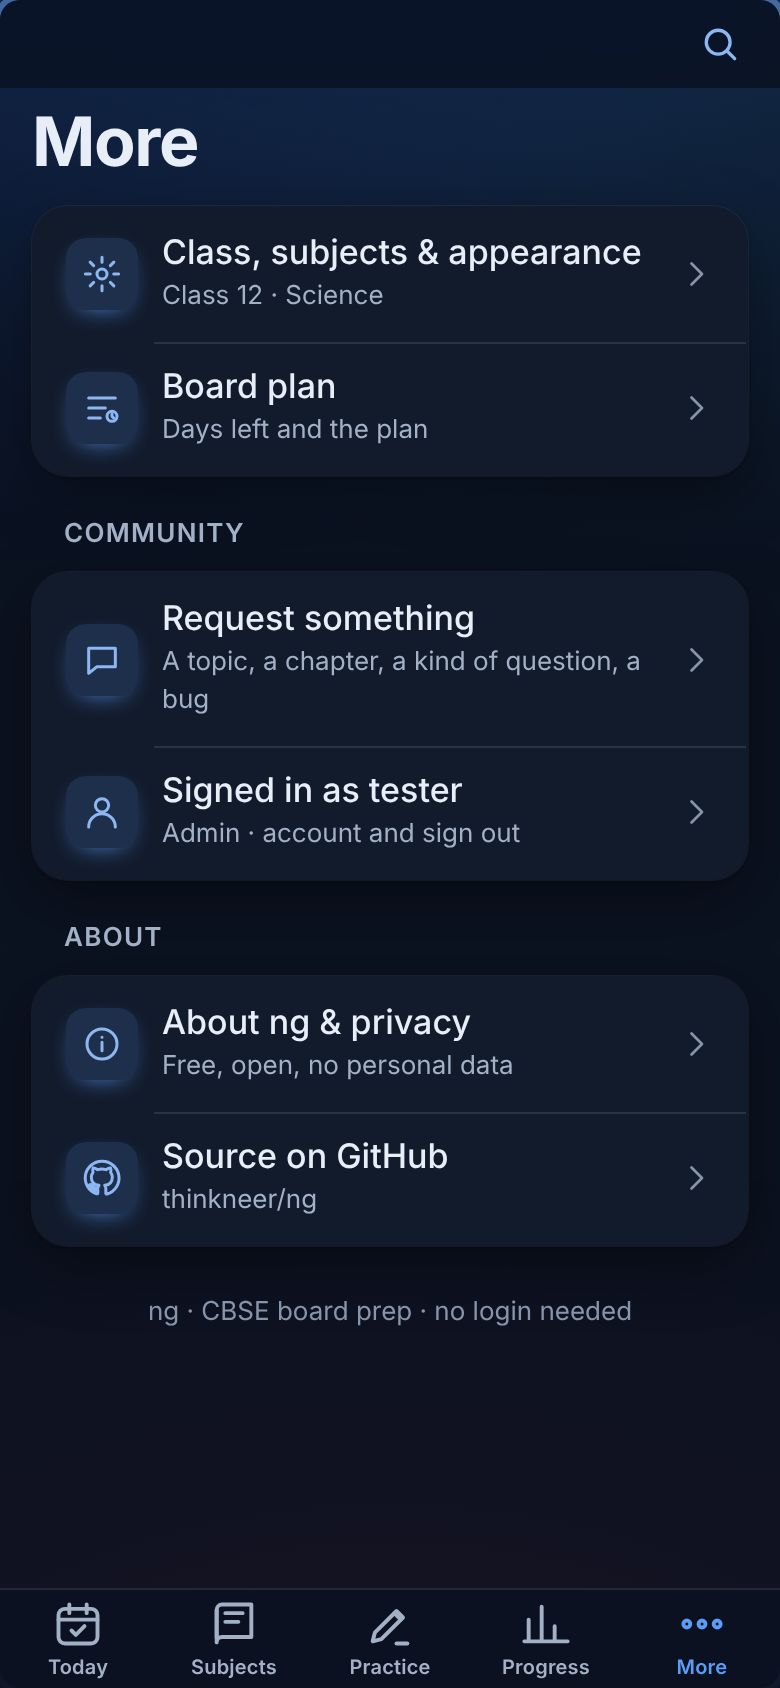 More
Class, subjects & appearance
Class 12 · Science
Board plan
Days left and the plan
COMMUNITY
Request something
A topic, a chapter, a kind of question, a
bug
Signed in as tester
Admin · account and sign out
ABOUT
About ng & privacy
Free, open, no personal data
Source on GitHub
thinkneer/ng
ng · CBSE board prep · no login needed
Today
Subjects
Practice
Progress
More